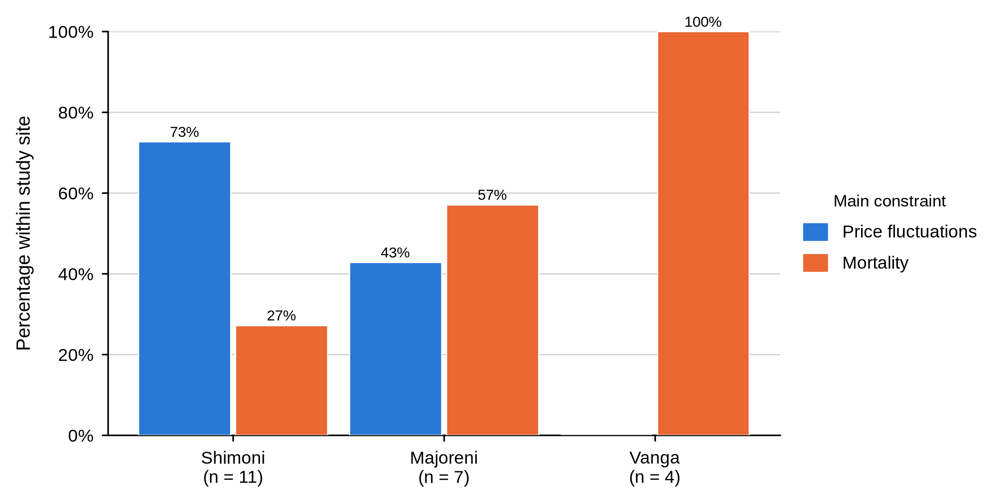 Percentage within study site
100%
80%
60%
40%
20%
0%
73%
27%
43%
57%
100%
Shimoni
(n = 11)
Majoreni
(n = 7)
Vanga
(n = 4)
Main constraint
Price fluctuations
Mortality